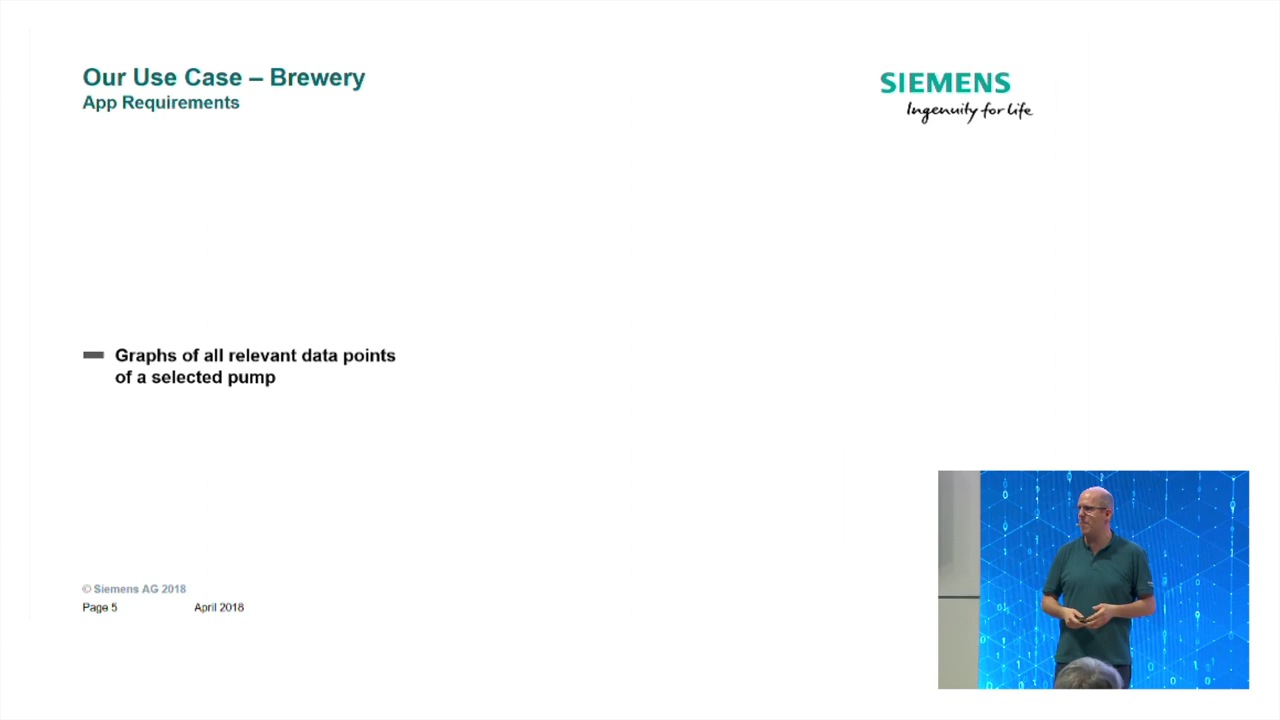 Our Use Case – Brewery
App Requirements
SIEMENS
Ingenuity for life
Graphs of all relevant data points
of a selected pump
© Siemens AG 2018
Page 5 April 2018